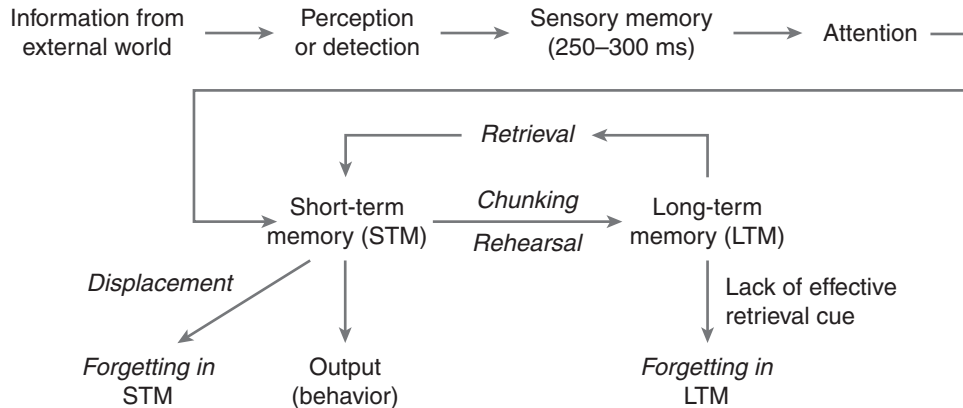 Information from
external world
Perception
or detection
Sensory memory
(250–300 ms)
Attention
Retrieval
Short-term
memory (STM)
Chunking
Rehearsal
Long-term
memory (LTM)
Displacement
Lack of effective
retrieval cue
Forgetting in
STM
Output
(behavior)
Forgetting in
LTM